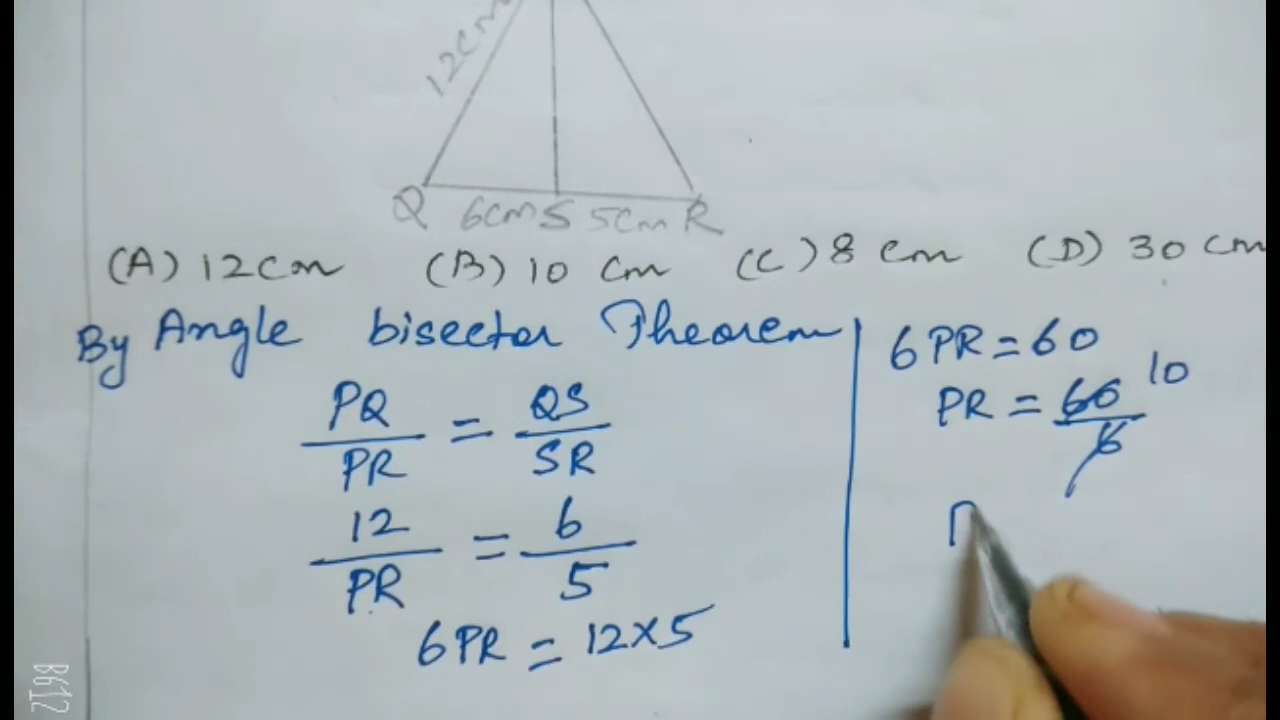 12cm
Q 6cm S 5cm R
(A) 12cm (B) 10 cm (C) 8 cm (D) 30 cm
By Angle bisector Theorem
PQ/PR = QS/SR
12/PR = 6/5
6PR = 12×5
6PR = 60
PR = 60/6 10
B612